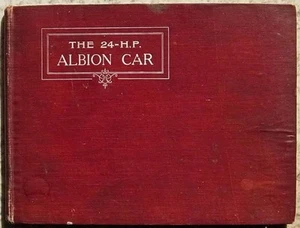 THE 24-H.P.
ALBION CAR